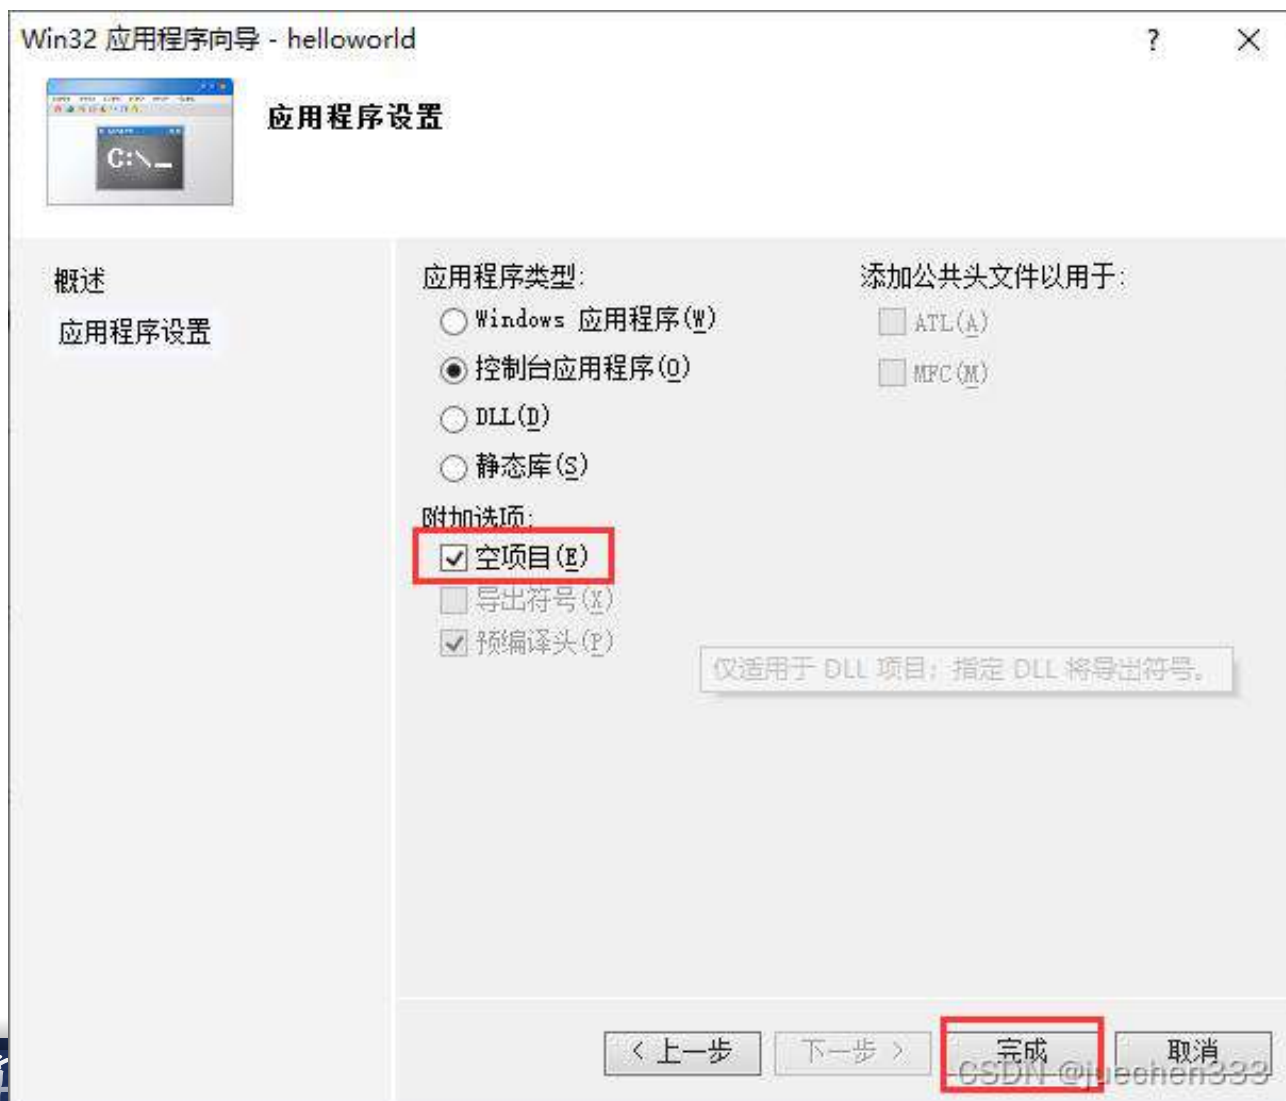 Win32 应用程序向导 - helloworld
?
C:\_
应用程序设置
概述
应用程序设置
应用程序类型:
Windows 应用程序(W)
控制台应用程序(O)
DLL(D)
静态库(S)
附加选项:
空项目(E)
导出符号(X)
预编译头(P)
添加公共头文件以用于:
ATL(A)
MFC(M)
仅适用于 DLL 项目；指定 DLL 将导出符号。
< 上一步
下一步 >
完成
取消
CSDN @juechen333